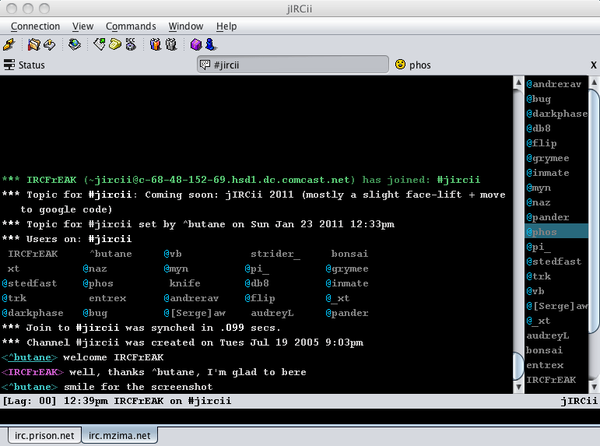 jIRCii
Connection View Commands Window Help
Status #jircii phos X
*** IRCFrEAK (~jircii@c-68-48-152-69.hsd1.dc.comcast.net) has joined: #jircii
*** Topic for #jircii: Coming soon: jIRCii 2011 (mostly a slight face-lift + move
to google code)
*** Topic for #jircii set by ^butane on Sun Jan 23 2011 12:33pm
*** Users on: #jircii
IRCFrEAK ^butane @vb strider_ bonsai
xt @naz @myn @pi_ @grymee
@stedfast @phos knife @db8 @inmate
@trk entrex @andrerav @flip @_xt
@darkphase @bug @[Serge]aw audreyL @pander
*** Join to #jircii was synched in .099 secs.
*** Channel #jircii was created on Tues Jul 19 2005 9:03pm
<^butane> welcome IRCFrEAK
<IRCFrEAK> well, thanks ^butane, I'm glad to bere
<^butane> smile for the screenshot
[Lag: 00] 12:39pm IRCFrEAK on #jircii jIRCii
@andrerav
@bug
@darkphase
@db8
@flip
@grymee
@inmate
@myn
@naz
@pander
@phos
@pi_
@stedfast
@trk
@vb
@[Serge]aw
@_xt
audreyL
bonsai
entrex
IRCFrEAK
irc.prison.net irc.mzima.net